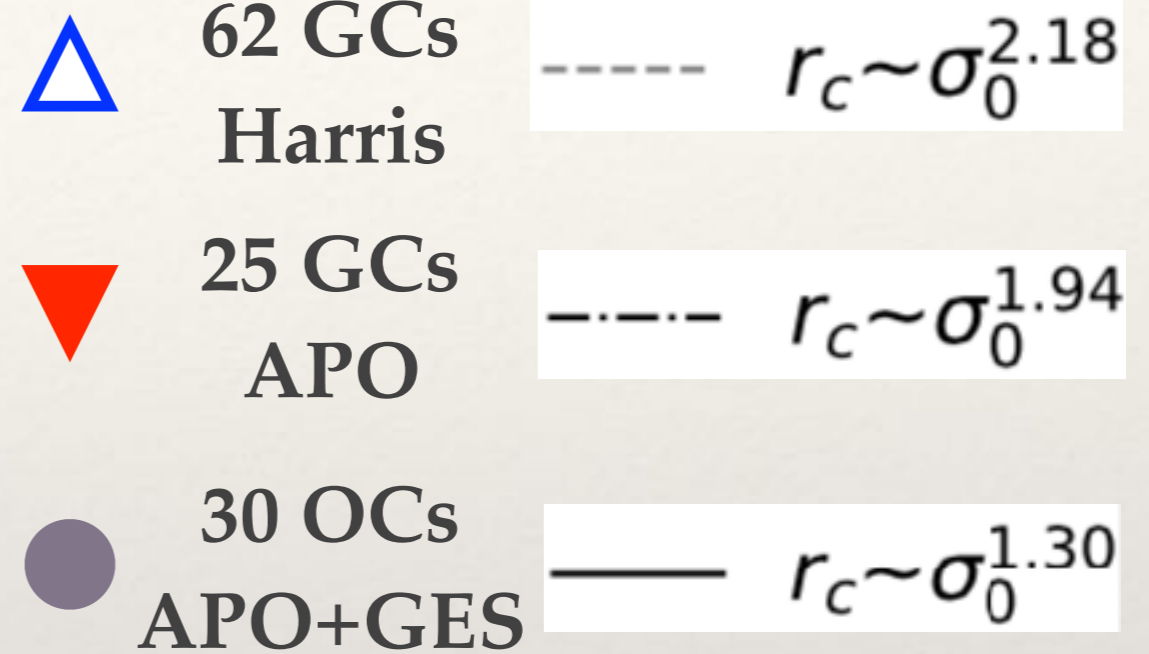 62 GCs
Harris
r_c~σ_0^2.18
25 GCs
APO
r_c~σ_0^1.94
30 OCs
APO+GES
r_c~σ_0^1.30